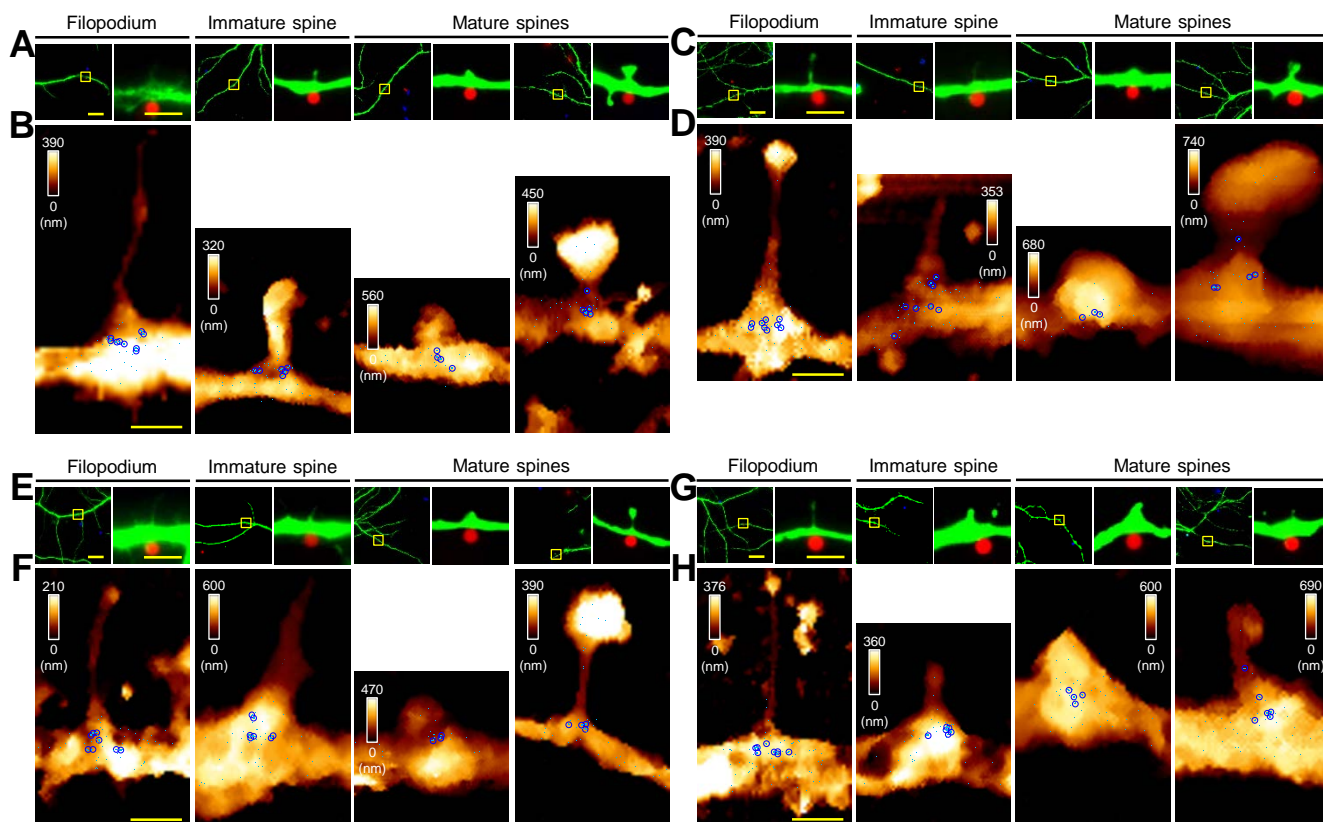 Filopodium Immature spine Mature spines
A
B
390
0
(nm)
320
0
(nm)
560
0
(nm)
450
0
(nm)
Filopodium Immature spine Mature spines
C
D
390
0
(nm)
353
0
(nm)
680
0
(nm)
740
0
(nm)
Filopodium Immature spine Mature spines
E
F
210
0
(nm)
600
0
(nm)
470
0
(nm)
390
0
(nm)
Filopodium Immature spine Mature spines
G
H
376
0
(nm)
360
0
(nm)
600
0
(nm)
690
0
(nm)